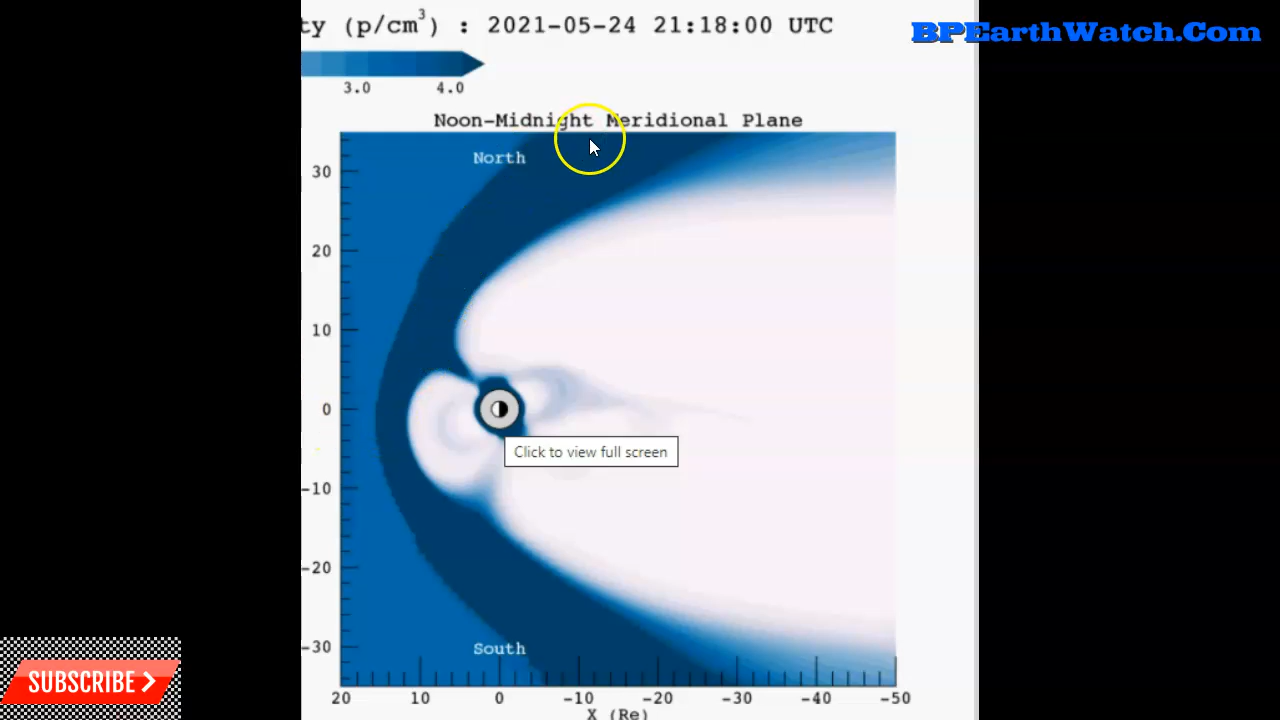 ty (p/cm³) : 2021-05-24 21:18:00 UTC
BPEarthWatch.Com
3.0 4.0
Noon-Midnight Meridional Plane
North
30
20
10
0
Click to view full screen
-10
-20
-30
South
SUBSCRIBE
20 10 0 -10 -20 -30 -40 -50
X (Re)